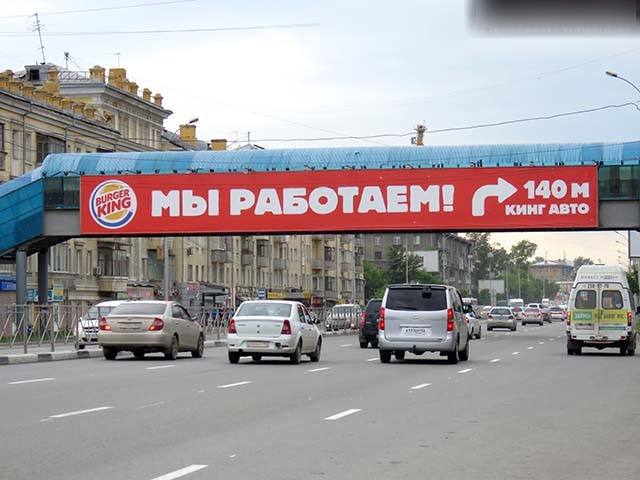 BURGER
KING
МЫ РАБОТАЕМ!
140 М
КИНГ АВТО